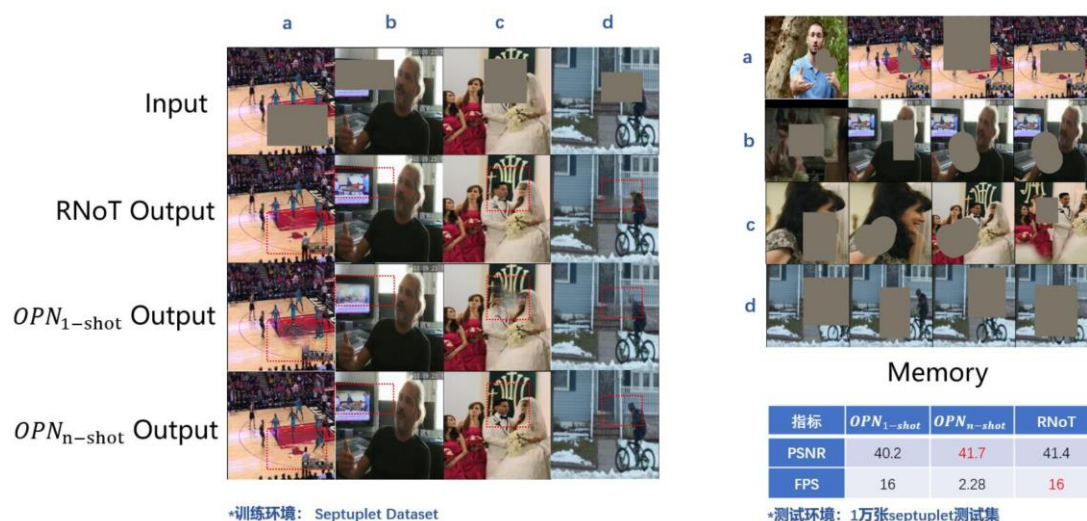 a b c d
Input
RNoT Output
OPN1-shot Output
OPNn-shot Output
*训练环境： Septuplet Dataset
a
b
c
d
Memory
指标 OPN1-shot OPNn-shot RNoT
PSNR 40.2 41.7 41.4
FPS 16 2.28 16
*测试环境：1万张septuplet测试集